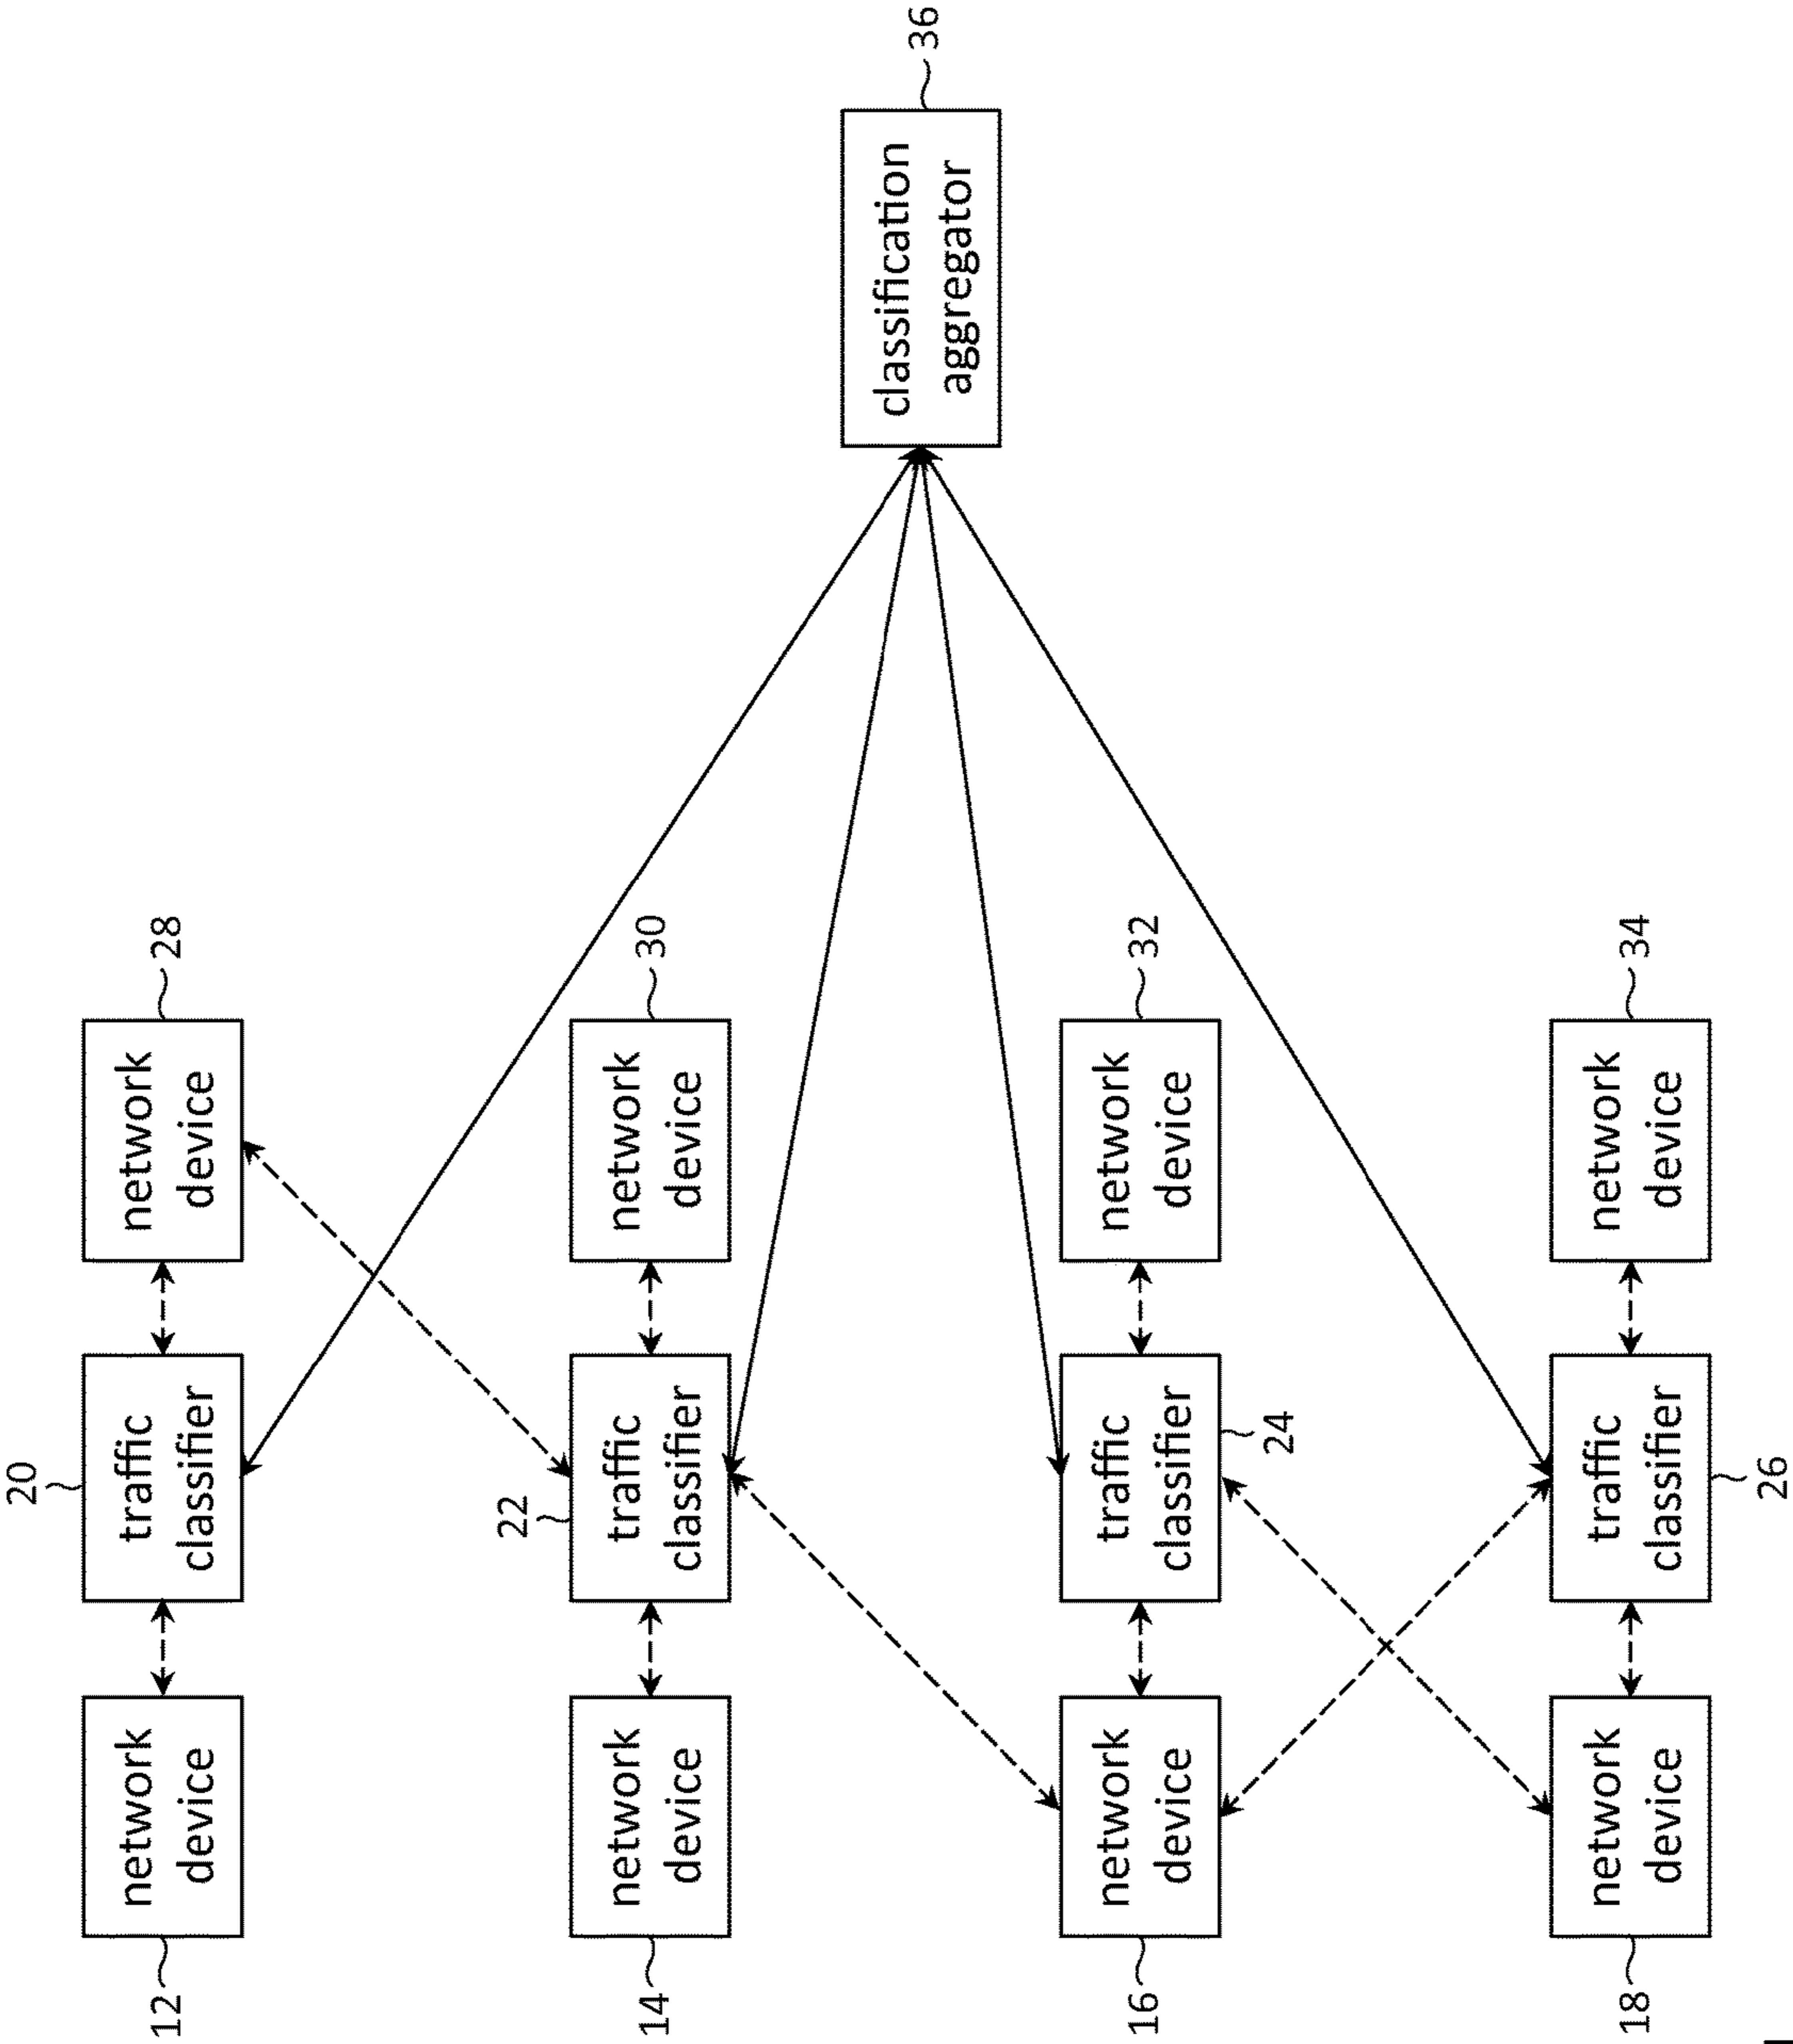 12
network
device
20
traffic
classifier
network
device
28
14
network
device
22
traffic
classifier
network
device
30
16
network
device
traffic
classifier
24
network
device
32
18
network
device
traffic
classifier
26
network
device
34
classification
aggregator
36